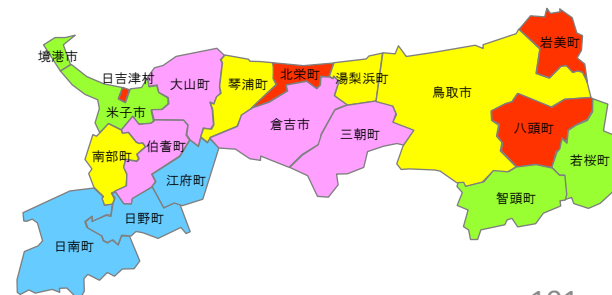 境港市
日吉津村
米子市
大山町
琴浦町
北栄町
湯梨浜町
鳥取市
岩美町
南部町
伯耆町
倉吉市
三朝町
八頭町
若桜町
江府町
智頭町
日野町
日南町